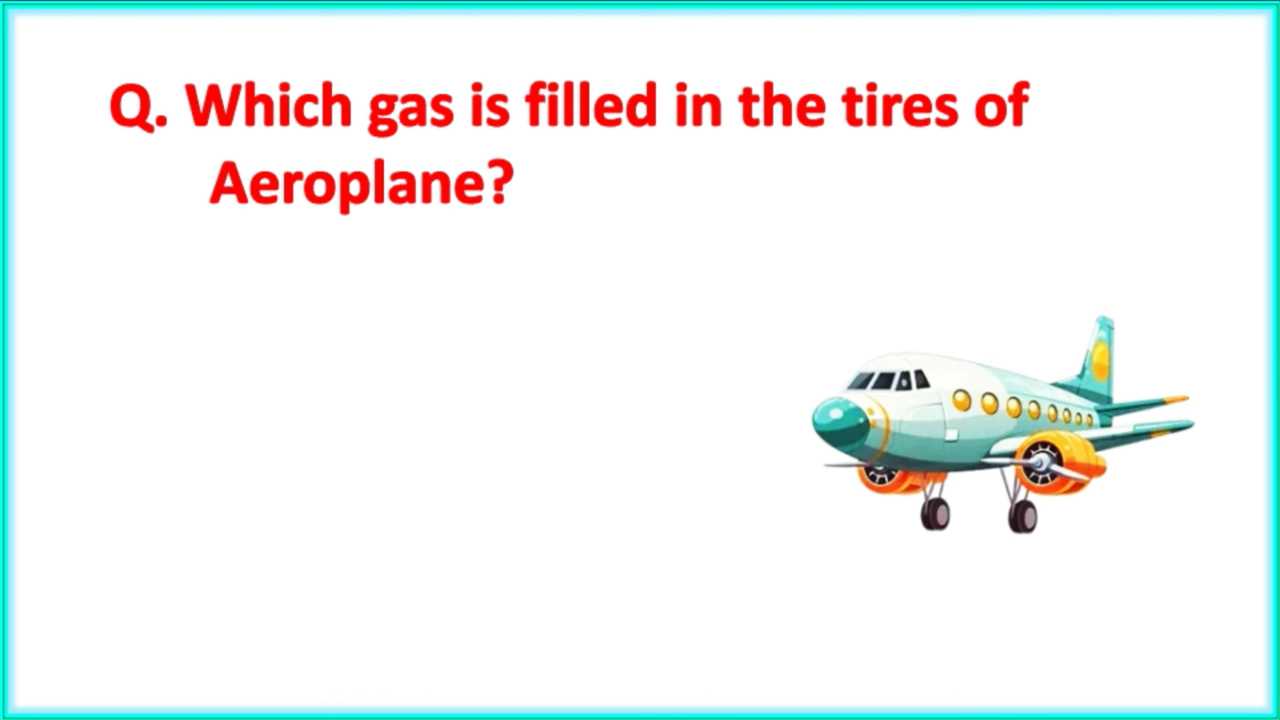 Q. Which gas is filled in the tires of
Aeroplane?